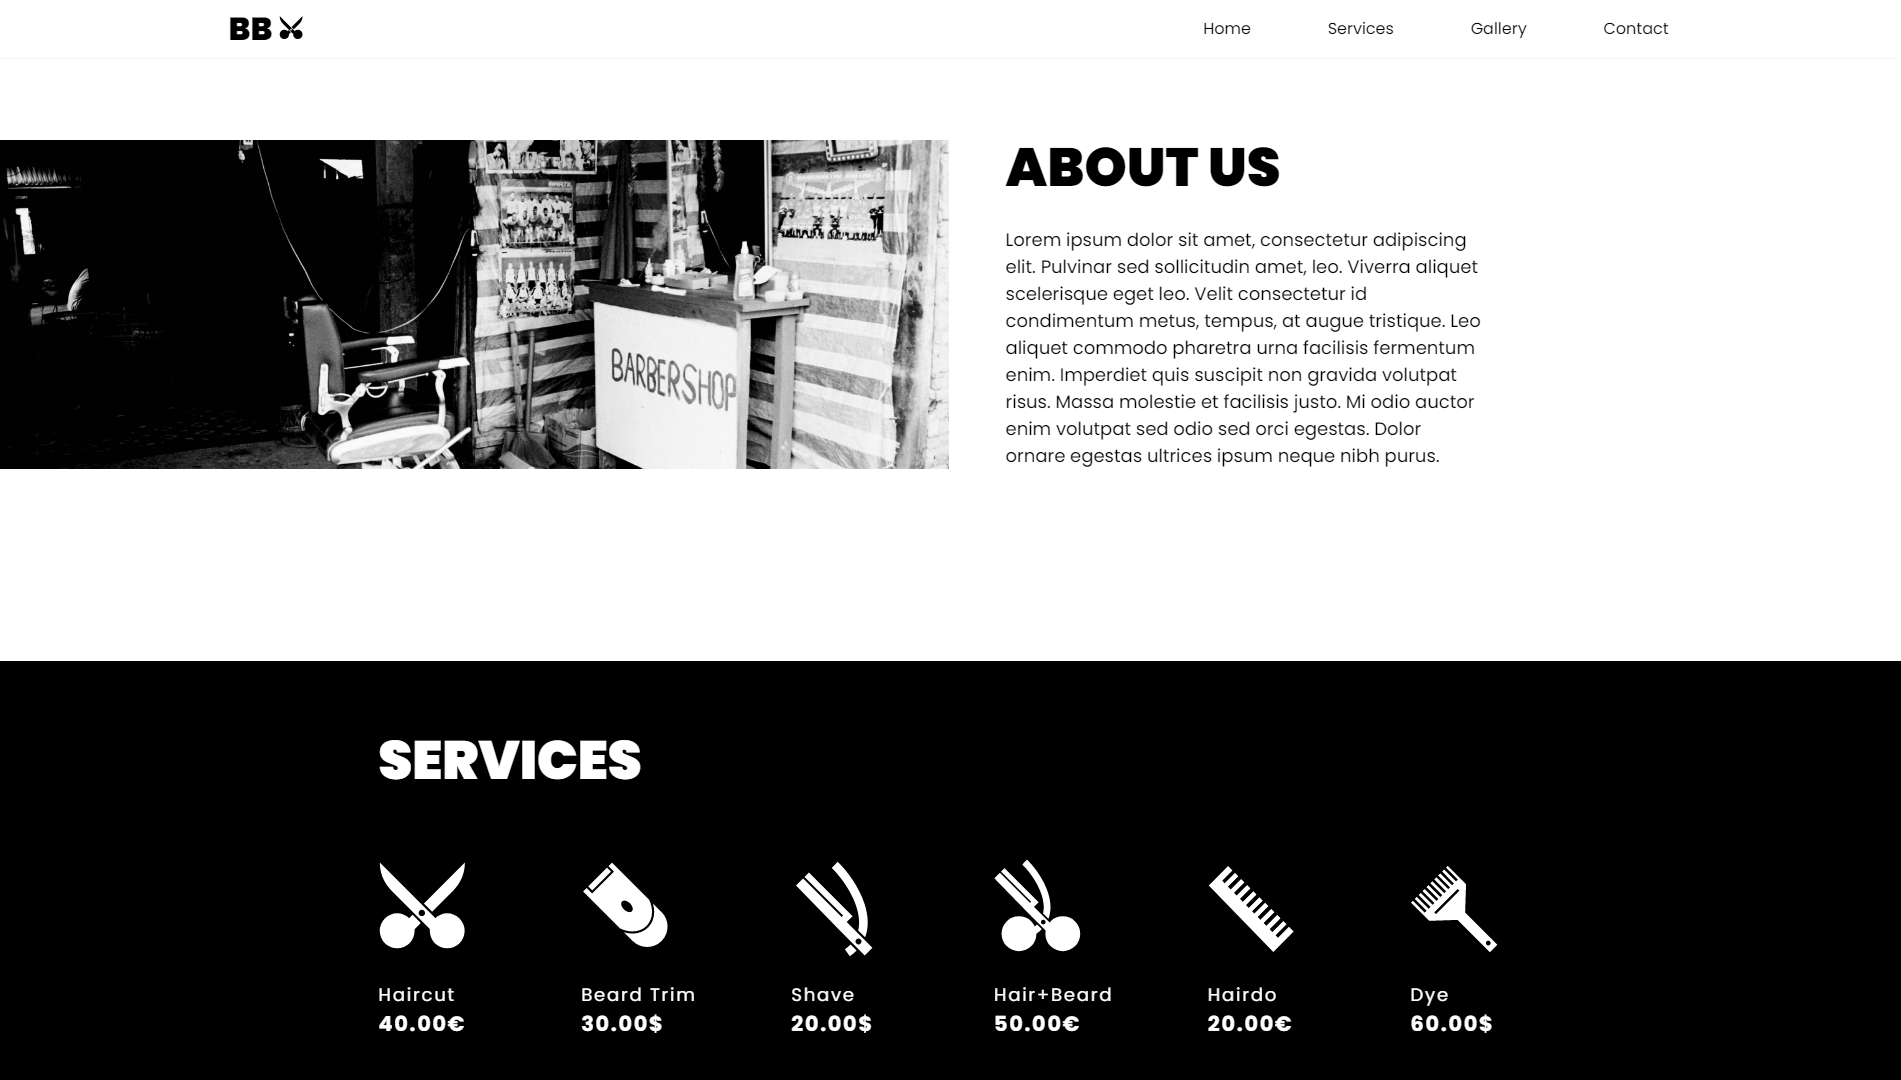 BB
Home
Services
Gallery
Contact
ABOUT US
Lorem ipsum dolor sit amet, consectetur adipiscing
elit. Pulvinar sed sollicitudin amet, leo. Viverra aliquet
scelerisque eget leo. Velit consectetur id
condimentum metus, tempus, at augue tristique. Leo
aliquet commodo pharetra urna facilisis fermentum
enim. Imperdiet quis suscipit non gravida volutpat
risus. Massa molestie et facilisis justo. Mi odio auctor
enim volutpat sed odio sed orci egestas. Dolor
ornare egestas ultrices ipsum neque nibh purus.
BARBERSHOP
SERVICES
Haircut
40.00€
Beard Trim
30.00$
Shave
20.00$
Hair+Beard
50.00€
Hairdo
20.00€
Dye
60.00$